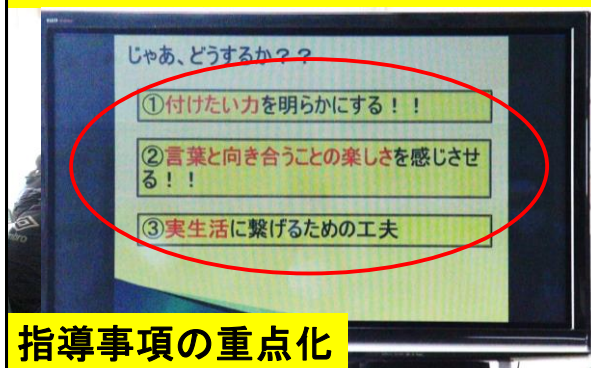 じゃあ、どうするか??
①付けたい力を明らかにする!!
②言葉と向き合うことの楽しさを感じさせ
る!!
③実生活に繋げるための工夫
指導事項の重点化